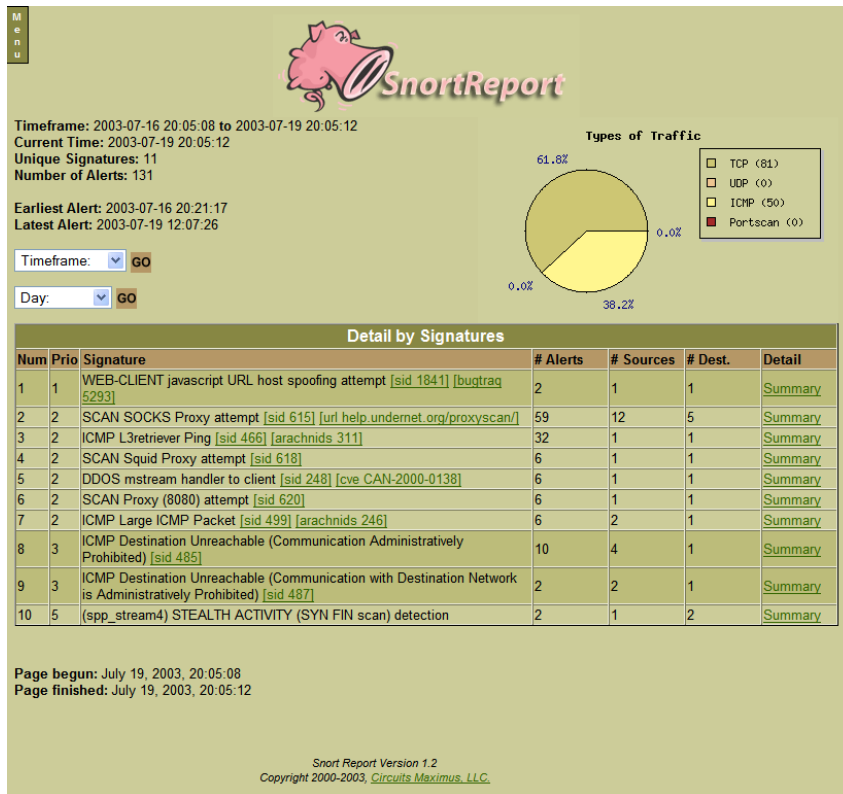 Menu
SnortReport
Timeframe: 2003-07-16 20:05:08 to 2003-07-19 20:05:12
Current Time: 2003-07-19 20:05:12
Unique Signatures: 11
Number of Alerts: 131
Earliest Alert: 2003-07-16 20:21:17
Latest Alert: 2003-07-19 12:07:26
Timeframe: GO
Day: GO
Types of Traffic
61.8%
0.0%
0.0%
38.2%
TCP (81)
UDP (0)
ICMP (50)
Portscan (0)
Detail by Signatures
Num Prio Signature # Alerts # Sources # Dest. Detail
1 1 WEB-CLIENT javascript URL host spoofing attempt [sid 1841] [bugtraq
5293] 2 1 1 Summary
2 2 SCAN SOCKS Proxy attempt [sid 615] [url help.undernet.org/proxyscan/] 59 12 5 Summary
3 2 ICMP L3retriever Ping [sid 466] [arachnids 311] 32 1 1 Summary
4 2 SCAN Squid Proxy attempt [sid 618] 6 1 1 Summary
5 2 DDOS mstream handler to client [sid 248] [cve CAN-2000-0138] 6 1 1 Summary
6 2 SCAN Proxy (8080) attempt [sid 620] 6 1 1 Summary
7 2 ICMP Large ICMP Packet [sid 499] [arachnids 246] 6 2 1 Summary
8 3 ICMP Destination Unreachable (Communication Administratively
Prohibited) [sid 485] 10 4 1 Summary
9 3 ICMP Destination Unreachable (Communication with Destination Network
is Administratively Prohibited) [sid 487] 2 2 1 Summary
10 5 (spp_stream4) STEALTH ACTIVITY (SYN FIN scan) detection 2 1 2 Summary
Page begun: July 19, 2003, 20:05:08
Page finished: July 19, 2003, 20:05:12
Snort Report Version 1.2
Copyright 2000-2003, Circuits Maximus, LLC.